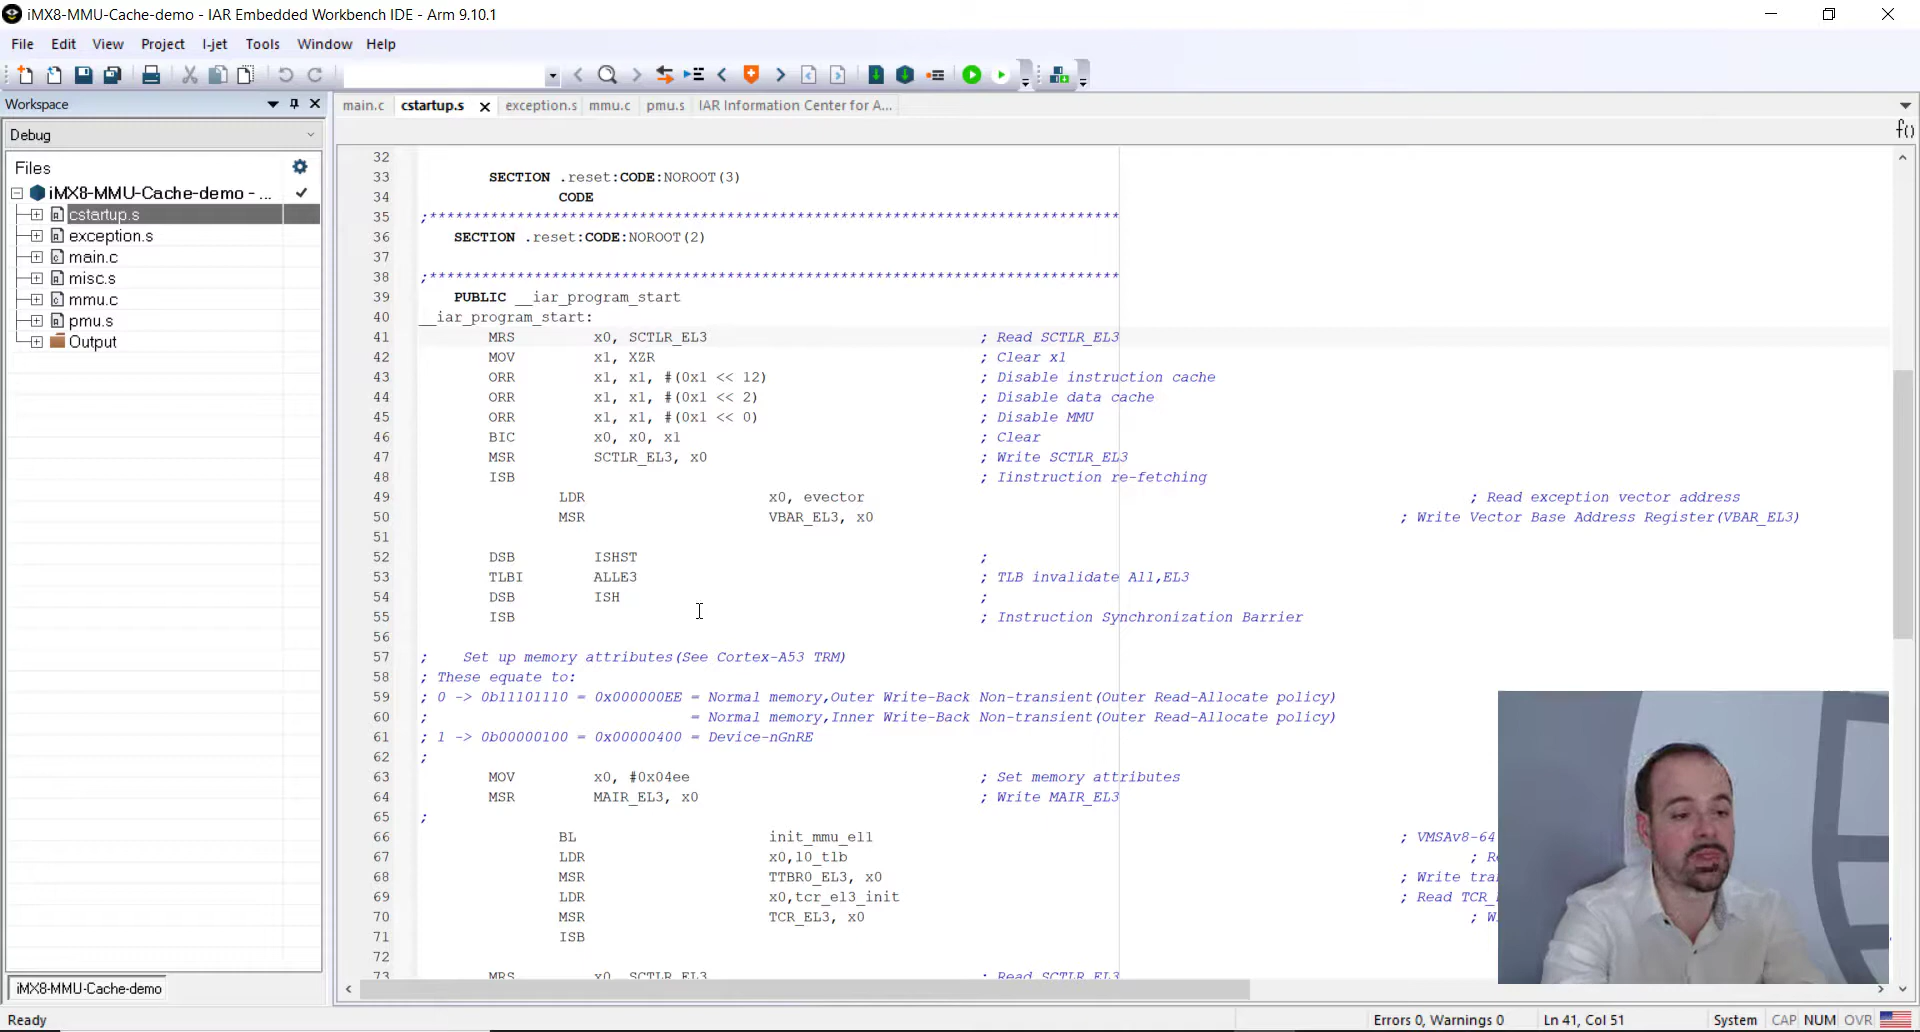 iMX8-MMU-Cache-demo - IAR Embedded Workbench IDE - Arm 9.10.1
File Edit View Project I-jet Tools Window Help
Workspace
main.c cstartup.s exception.s mmu.c pmu.s IAR Information Center for A...
Debug
f()
Files
iMX8-MMU-Cache-demo - ...
cstartup.s
exception.s
main.c
misc.s
mmu.c
pmu.s
Output
32
33 SECTION .reset:CODE:NOROOT(3)
34 CODE
35 ;*******************************************************************************
36 SECTION .reset:CODE:NOROOT(2)
37
38 ;*******************************************************************************
39 PUBLIC __iar_program_start
40 __iar_program_start:
41 MRS x0, SCTLR_EL3 ; Read SCTLR_EL3
42 MOV x1, XZR ; Clear x1
43 ORR x1, x1, #(0x1 << 12) ; Disable instruction cache
44 ORR x1, x1, #(0x1 << 2) ; Disable data cache
45 ORR x1, x1, #(0x1 << 0) ; Disable MMU
46 BIC x0, x0, x1 ; Clear
47 MSR SCTLR_EL3, x0 ; Write SCTLR_EL3
48 ISB ; Iinstruction re-fetching
49 LDR x0, evector ; Read exception vector address
50 MSR VBAR_EL3, x0 ; Write Vector Base Address Register(VBAR_EL3)
51
52 DSB ISHST ;
53 TLBI ALLE3 ; TLB invalidate All,EL3
54 DSB ISH ;
55 ISB ; Instruction Synchronization Barrier
56
57 ; Set up memory attributes(See Cortex-A53 TRM)
58 ; These equate to:
59 ; 0 -> 0b11101110 = 0x000000EE = Normal memory,Outer Write-Back Non-transient(Outer Read-Allocate policy)
60 ; = Normal memory,Inner Write-Back Non-transient(Outer Read-Allocate policy)
61 ; 1 -> 0b00000100 = 0x00000400 = Device-nGnRE
62 ;
63 MOV x0, #0x04ee ; Set memory attributes
64 MSR MAIR_EL3, x0 ; Write MAIR_EL3
65 ;
66 BL init_mmu_el1 ; VMSAv8-64
67 LDR x0,l0_tlb ; R
68 MSR TTBR0_EL3, x0 ; Write tra
69 LDR x0,tcr_el3_init ; Read TCR_
70 MSR TCR_EL3, x0 ; W
71 ISB
72
73 MRS x0, SCTLR_EL3 ; Read SCTLR_EL3
iMX8-MMU-Cache-demo
Ready Errors 0, Warnings 0 Ln 41, Col 51 System CAP NUM OVR